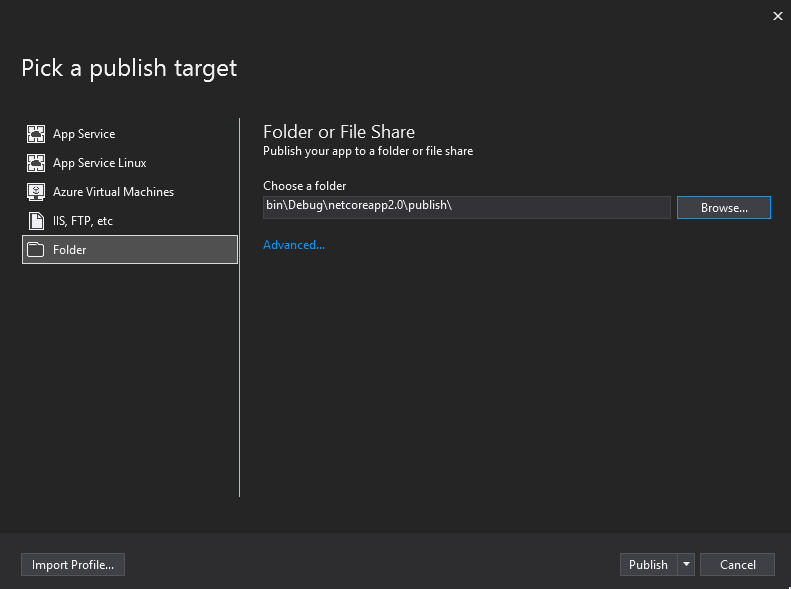 Pick a publish target
App Service
App Service Linux
Azure Virtual Machines
IIS, FTP, etc
Folder
Folder or File Share
Publish your app to a folder or file share
Choose a folder
bin\Debug\netcoreapp2.0\publish\
Browse...
Advanced...
Import Profile...
Publish
Cancel